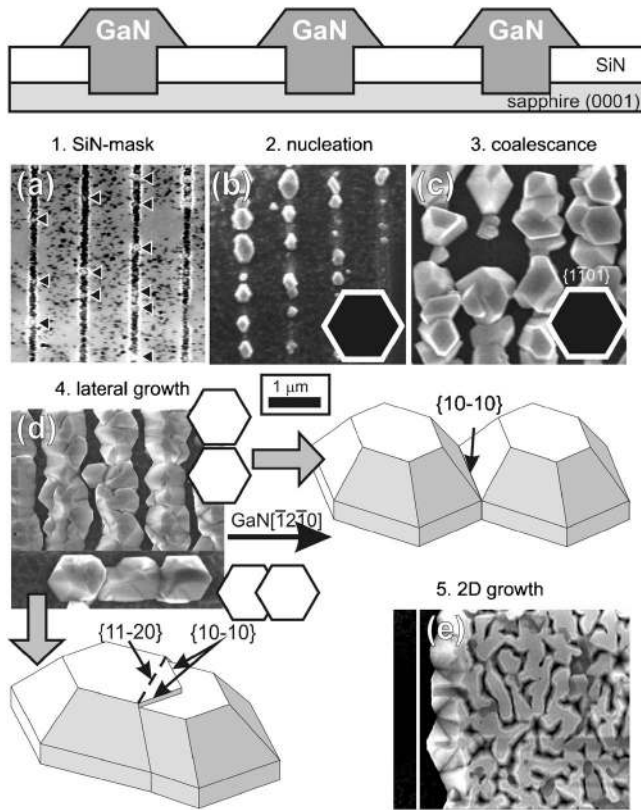 GaN GaN GaN
SiN
sapphire (0001)
1. SiN-mask 2. nucleation 3. coalescance
(a) (b) (c)
{1-101}
4. lateral growth
1 μm
(d)
{10-10}
GaN[1̅21̅0]
5. 2D growth
(e)
{11-20} {10-10}